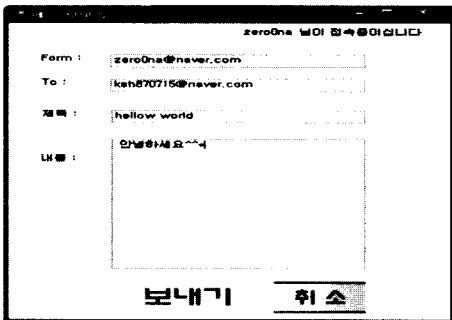 zero0na 님이 접속중이십니다
Form : zero0na@naver.com
To : ksh870715@naver.com
제목 : hellow world
내용 : 안녕하세요^^
보내기 취소